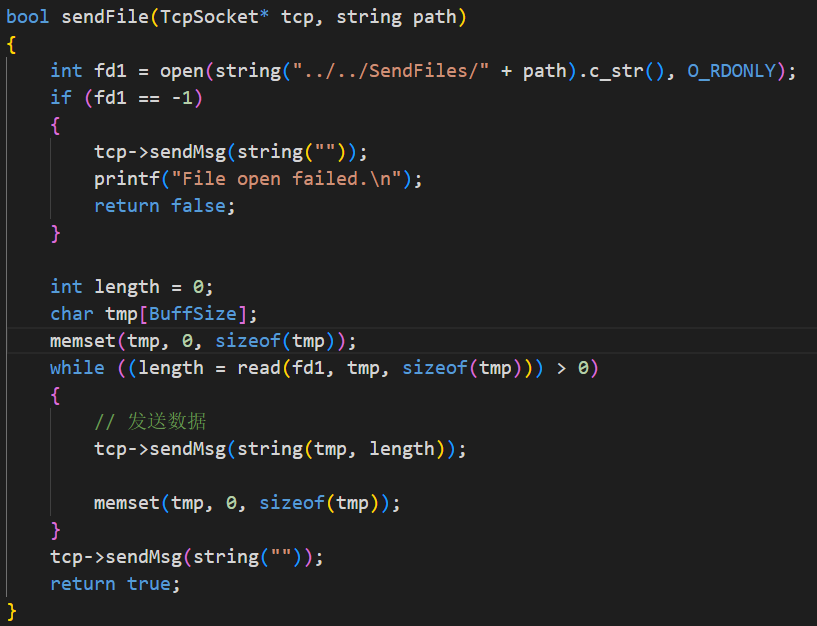 bool sendFile(TcpSocket* tcp, string path)
{
    int fd1 = open(string("../../SendFiles/" + path).c_str(), O_RDONLY);
    if (fd1 == -1)
    {
        tcp->sendMsg(string(""));
        printf("File open failed.\n");
        return false;
    }

    int length = 0;
    char tmp[BuffSize];
    memset(tmp, 0, sizeof(tmp));
    while ((length = read(fd1, tmp, sizeof(tmp))) > 0)
    {
        // 发送数据
        tcp->sendMsg(string(tmp, length));

        memset(tmp, 0, sizeof(tmp));
    }
    tcp->sendMsg(string(""));
    return true;
}